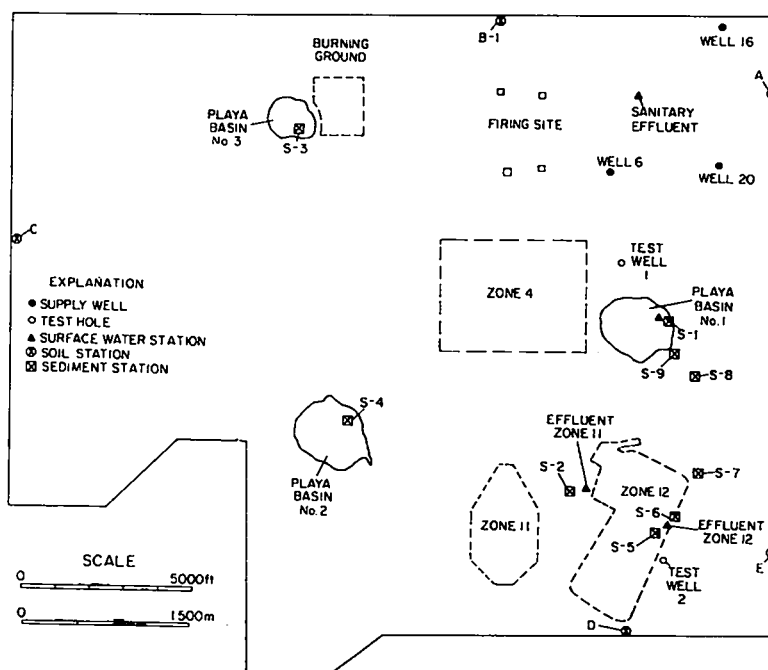 B-1
WELL 16
BURNING
GROUND
A
PLAYA
BASIN
No 3
S-3
FIRING SITE
SANITARY
EFFLUENT
WELL 6
WELL 20
C
TEST
WELL
1
EXPLANATION
SUPPLY WELL
TEST HOLE
SURFACE WATER STATION
SOIL STATION
SEDIMENT STATION
ZONE 4
PLAYA
BASIN
No.1
S-1
S-9
S-8
S-4
PLAYA
BASIN
No.2
EFFLUENT
ZONE 11
S-2
ZONE 12
S-7
S-6
ZONE 11
S-5
EFFLUENT
ZONE 12
TEST
WELL
2
E
D
SCALE
0 5000ft
0 1500m